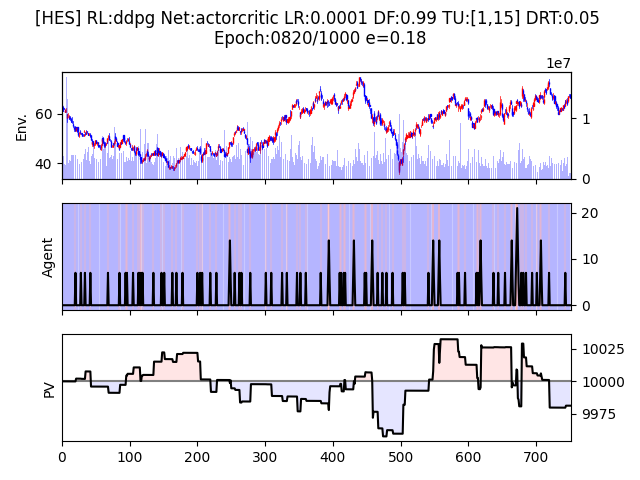 [HES] RL:ddpg Net:actorcritic LR:0.0001 DF:0.99 TU:[1,15] DRT:0.05
Epoch:0820/1000 e=0.18
1e7
Env.
60
40
1
0
Agent
20
10
0
PV
10025
10000
9975
0 100 200 300 400 500 600 700